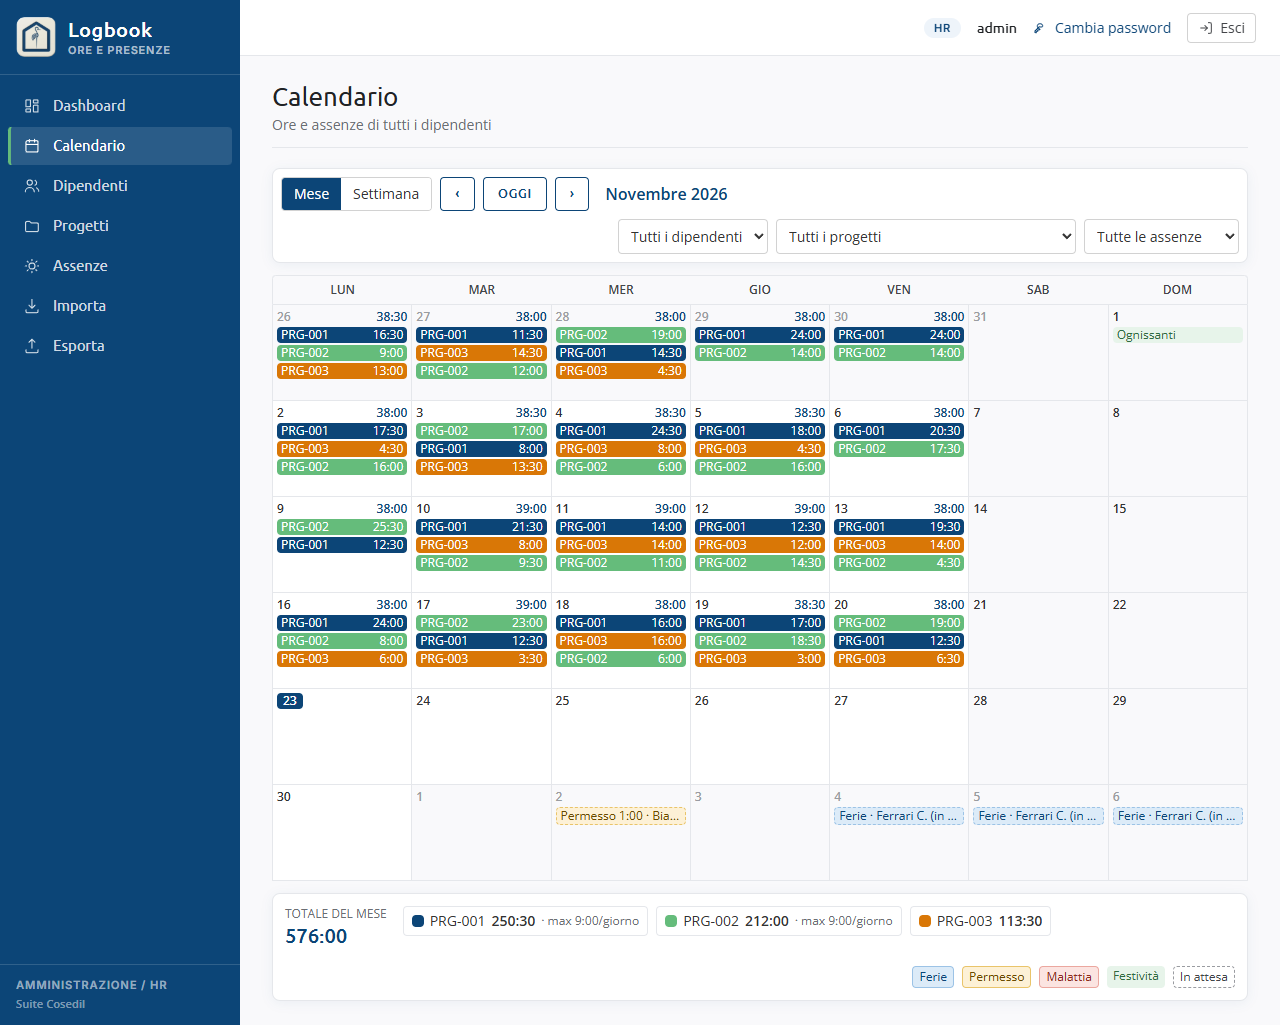 Logbook
ORE E PRESENZE
HR admin Cambia password Esci
Dashboard
Calendario
Dipendenti
Progetti
Assenze
Importa
Esporta
AMMINISTRAZIONE / HR
Suite Cosedil
Calendario
Ore e assenze di tutti i dipendenti
Mese Settimana ‹ OGGI › Novembre 2026
Tutti i dipendenti Tutti i progetti Tutte le assenze
LUN MAR MER GIO VEN SAB DOM
26 38:30 27 38:00 28 38:00 29 38:00 30 38:00 31 1
PRG-001 16:30 PRG-001 11:30 PRG-002 19:00 PRG-001 24:00 PRG-001 24:00 Ognissanti
PRG-002 9:00 PRG-003 14:30 PRG-001 14:30 PRG-002 14:00 PRG-002 14:00
PRG-003 13:00 PRG-002 12:00 PRG-003 4:30
2 38:00 3 38:30 4 38:30 5 38:30 6 38:00 7 8
PRG-001 17:30 PRG-002 17:00 PRG-001 24:30 PRG-001 18:00 PRG-001 20:30
PRG-003 4:30 PRG-001 8:00 PRG-003 8:00 PRG-003 4:30 PRG-002 17:30
PRG-002 16:00 PRG-003 13:30 PRG-002 6:00 PRG-002 16:00
9 38:00 10 39:00 11 39:00 12 39:00 13 38:00 14 15
PRG-002 25:30 PRG-001 21:30 PRG-001 14:00 PRG-001 12:30 PRG-001 19:30
PRG-001 12:30 PRG-003 8:00 PRG-003 14:00 PRG-003 12:00 PRG-003 14:00
PRG-002 9:30 PRG-002 11:00 PRG-002 14:30 PRG-002 4:30
16 38:00 17 39:00 18 38:00 19 38:30 20 38:00 21 22
PRG-001 24:00 PRG-002 23:00 PRG-001 16:00 PRG-001 17:00 PRG-002 19:00
PRG-002 8:00 PRG-001 12:30 PRG-003 16:00 PRG-002 18:30 PRG-001 12:30
PRG-003 6:00 PRG-003 3:30 PRG-002 6:00 PRG-003 3:00 PRG-003 6:30
23 24 25 26 27 28 29
30 1 2 3 4 5 6
Permesso 1:00 · Bia... Ferie · Ferrari C. (in ... Ferie · Ferrari C. (in ... Ferie · Ferrari C. (in ...
TOTALE DEL MESE
576:00
PRG-001 250:30 · max 9:00/giorno PRG-002 212:00 · max 9:00/giorno PRG-003 113:30
Ferie Permesso Malattia Festività In attesa